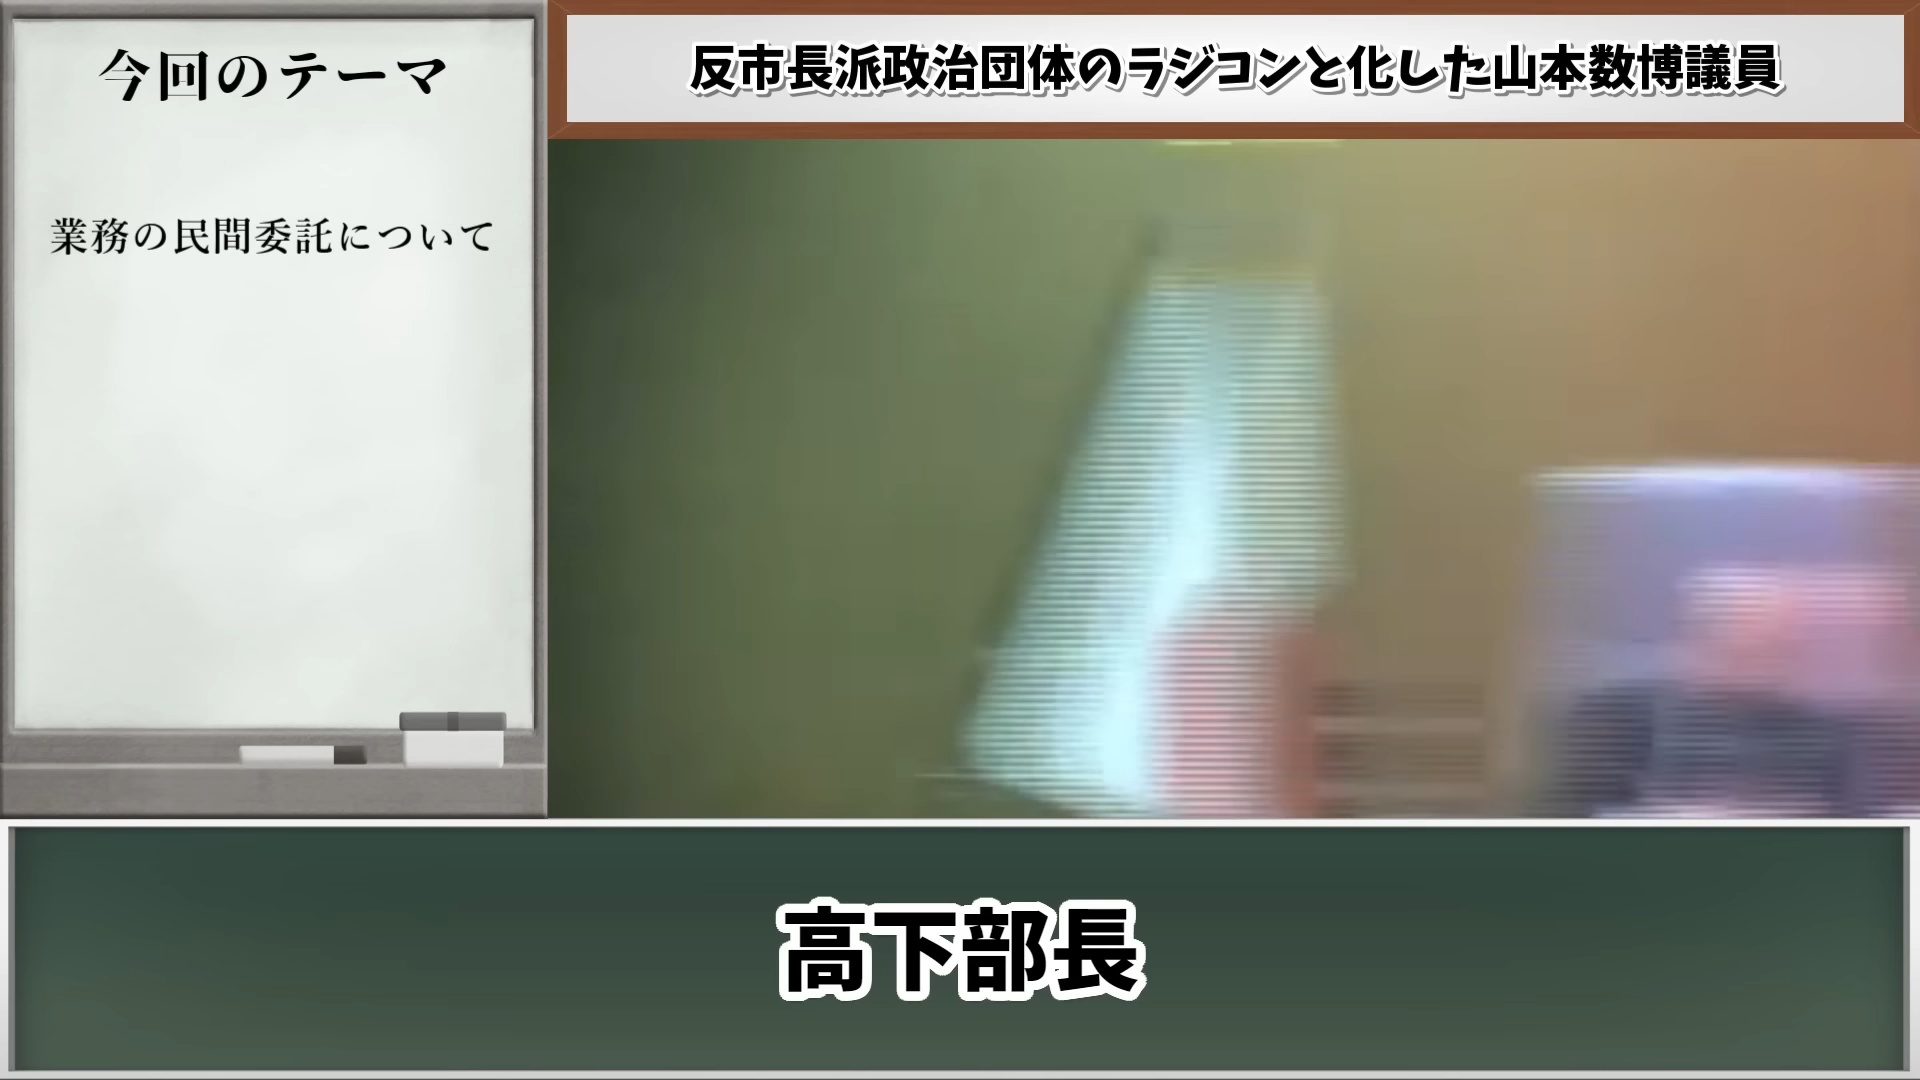 今回のテーマ
業務の民間委託について
反市長派政治団体のラジコンと化した山本数博議員
高下部長